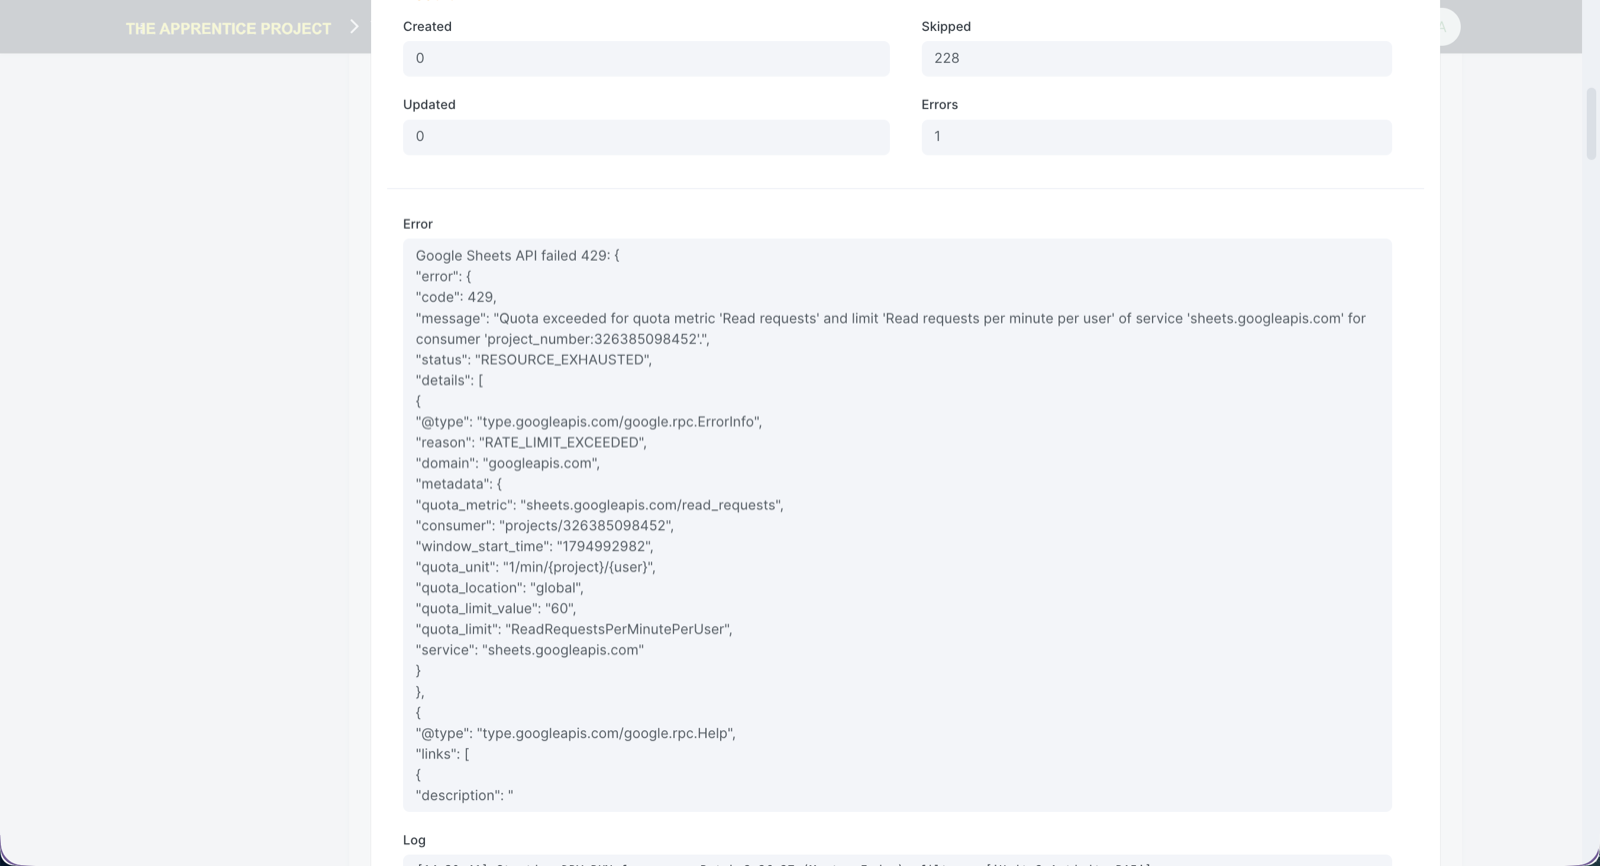 THE APPRENTICE PROJECT
A
Created
Skipped
0
228
Updated
Errors
0
1
Error
Google Sheets API failed 429: {
"error": {
"code": 429,
"message": "Quota exceeded for quota metric 'Read requests' and limit 'Read requests per minute per user' of service 'sheets.googleapis.com' for
consumer 'project_number:326385098452'.",
"status": "RESOURCE_EXHAUSTED",
"details": [
{
"@type": "type.googleapis.com/google.rpc.ErrorInfo",
"reason": "RATE_LIMIT_EXCEEDED",
"domain": "googleapis.com",
"metadata": {
"quota_metric": "sheets.googleapis.com/read_requests",
"consumer": "projects/326385098452",
"window_start_time": "1794992982",
"quota_unit": "1/min/{project}/{user}",
"quota_location": "global",
"quota_limit_value": "60",
"quota_limit": "ReadRequestsPerMinutePerUser",
"service": "sheets.googleapis.com"
}
},
{
"@type": "type.googleapis.com/google.rpc.Help",
"links": [
{
"description": "
Log